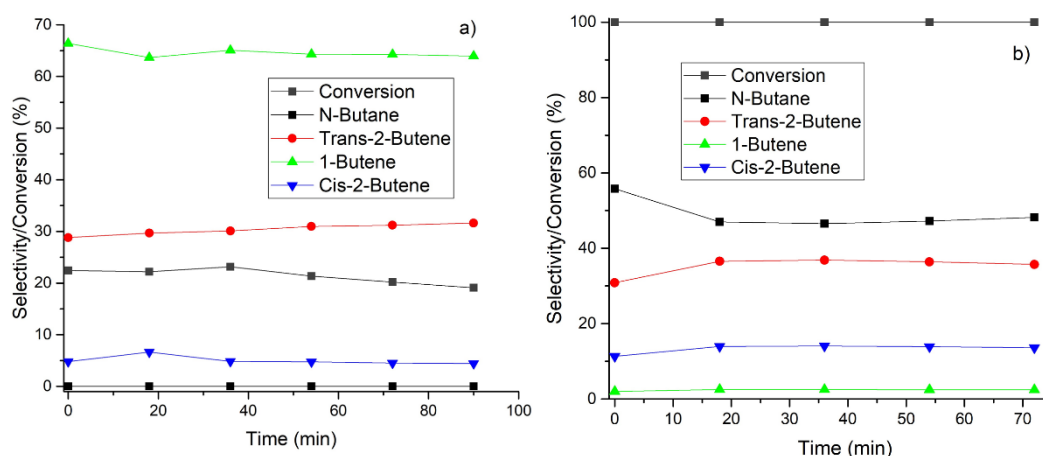 a)
Selectivity/Conversion (%)
70
60
50
40
30
20
10
0
Conversion
N-Butane
Trans-2-Butene
1-Butene
Cis-2-Butene
0 20 40 60 80 100
Time (min)
b)
Selectivity/Conversion (%)
100
80
60
40
20
0
Conversion
N-Butane
Trans-2-Butene
1-Butene
Cis-2-Butene
0 10 20 30 40 50 60 70
Time (min)